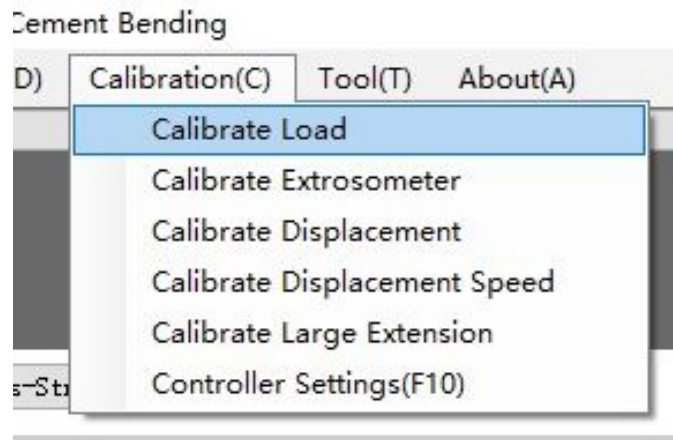 Cement Bending
D) Calibration(C) Tool(T) About(A)
Calibrate Load
Calibrate Extrosometer
Calibrate Displacement
Calibrate Displacement Speed
Calibrate Large Extension
Controller Settings(F10)
s-Str